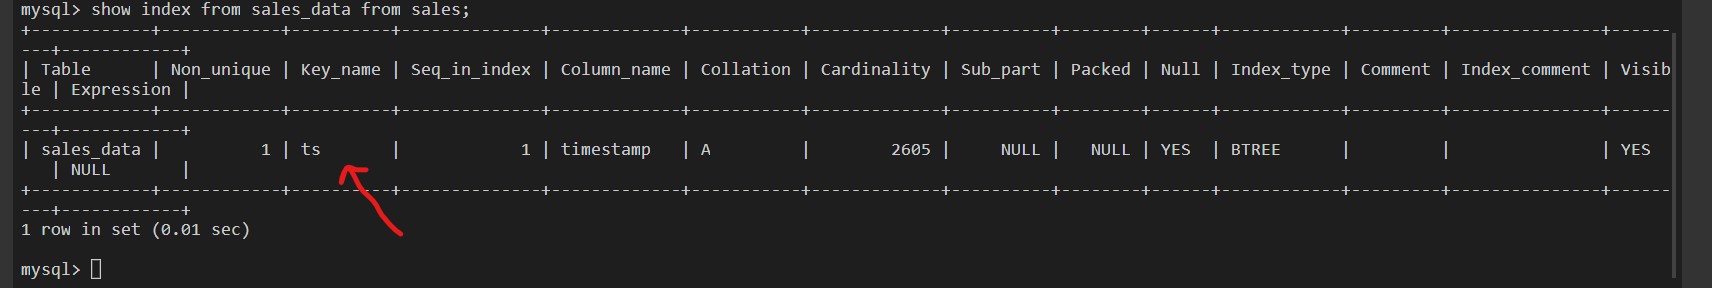 mysql> show index from sales_data from sales;
+------------+------------+----------+--------------+-------------+-----------+-------------+----------+--------+------+------------+---------+---------------+------
---+------------+
| Table      | Non_unique | Key_name | Seq_in_index | Column_name | Collation | Cardinality | Sub_part | Packed | Null | Index_type | Comment | Index_comment | Visib
le | Expression |
+------------+------------+----------+--------------+-------------+-----------+-------------+----------+--------+------+------------+---------+---------------+------
---+------------+
| sales_data |          1 | ts       |            1 | timestamp   | A         |        2605 |     NULL |   NULL | YES  | BTREE      |         |               | YES
   | NULL       |
+------------+------------+----------+--------------+-------------+-----------+-------------+----------+--------+------+------------+---------+---------------+------
---+------------+
1 row in set (0.01 sec)
mysql>